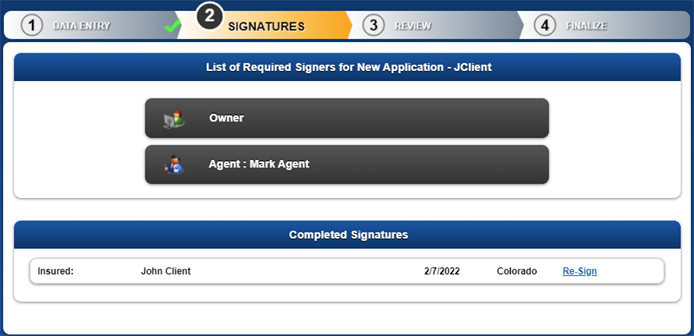 1 DATA ENTRY 2 SIGNATURES 3 REVIEW 4 FINALIZE
List of Required Signers for New Application - JClient
Owner
Agent : Mark Agent
Completed Signatures
Insured: John Client 2/7/2022 Colorado Re-Sign